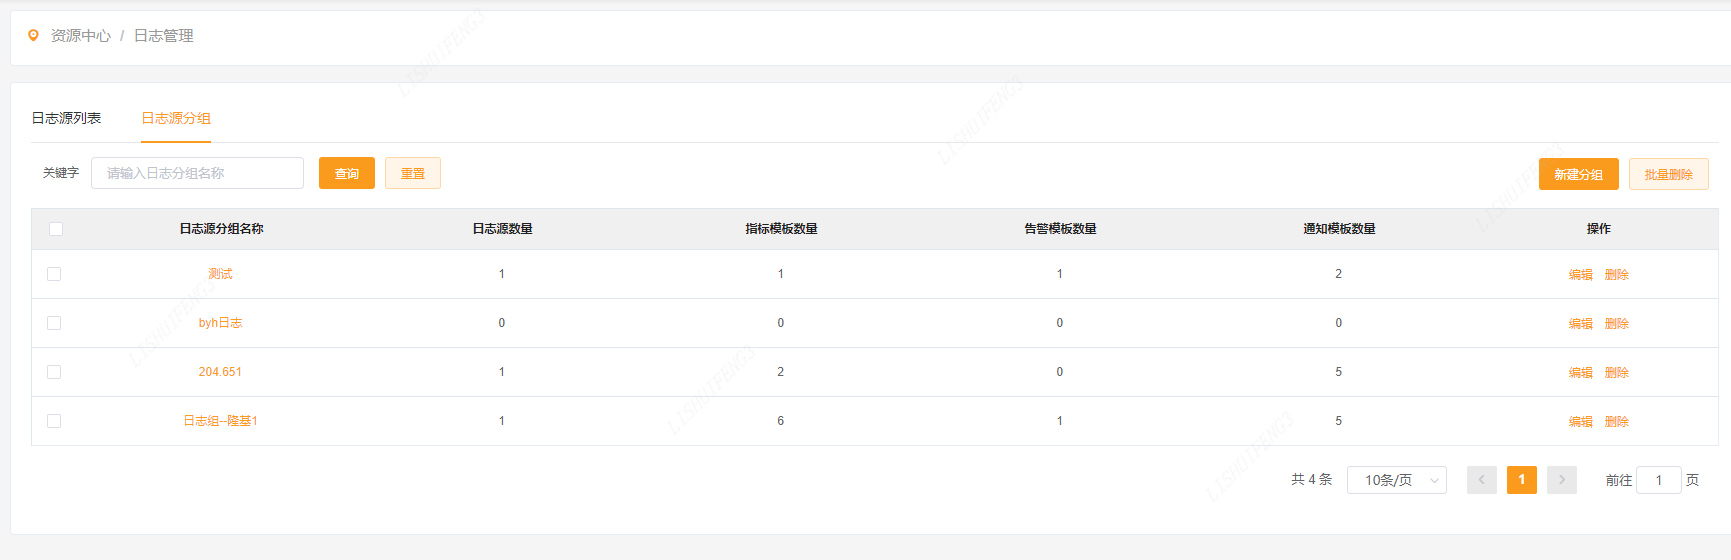 资源中心 / 日志管理
日志源列表 日志源分组
关键字 请输入日志分组名称 查询 重置 新建分组 批量删除
日志源分组名称 日志源数量 指标模板数量 告警模板数量 通知模板数量 操作
测试 1 1 1 2 编辑 删除
byh日志 0 0 0 0 编辑 删除
204.651 1 2 0 5 编辑 删除
日志组--隆基1 1 6 1 5 编辑 删除
共 4 条 10条/页 1 前往 1 页
LISHUIFENG3
LISHUIFENG3
LISHUIFENG3
LISHUIFENG3
LISHUIFENG3
LISHUIFENG3